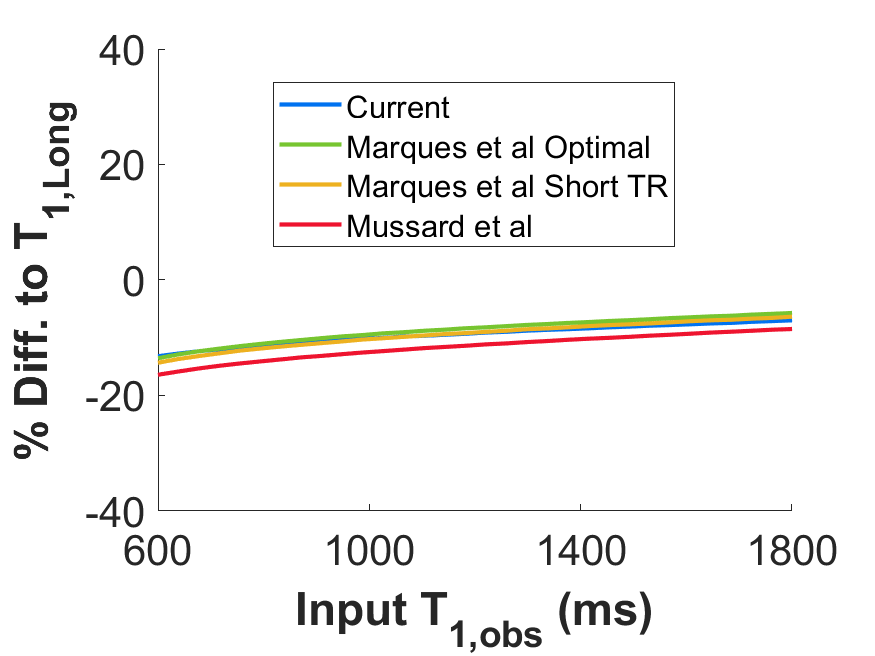 40
20
0
-20
-40
% Diff. to T1,Long
Current
Marques et al Optimal
Marques et al Short TR
Mussard et al
600
1000
1400
1800
Input T1,obs (ms)